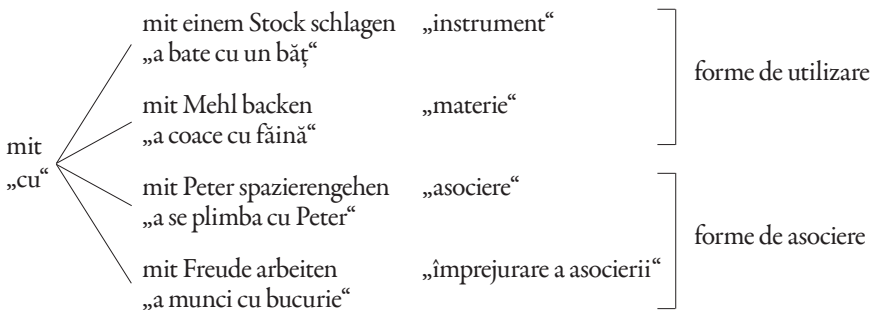 mit einem Stock schlagen „instrument“
„a bate cu un băț“
forme de utilizare
mit Mehl backen „materie“
„a coace cu făină“
mit
„cu“
mit Peter spazierengehen „asociere“
„a se plimba cu Peter“
forme de asociere
mit Freude arbeiten „împrejurare a asocierii“
„a munci cu bucurie“